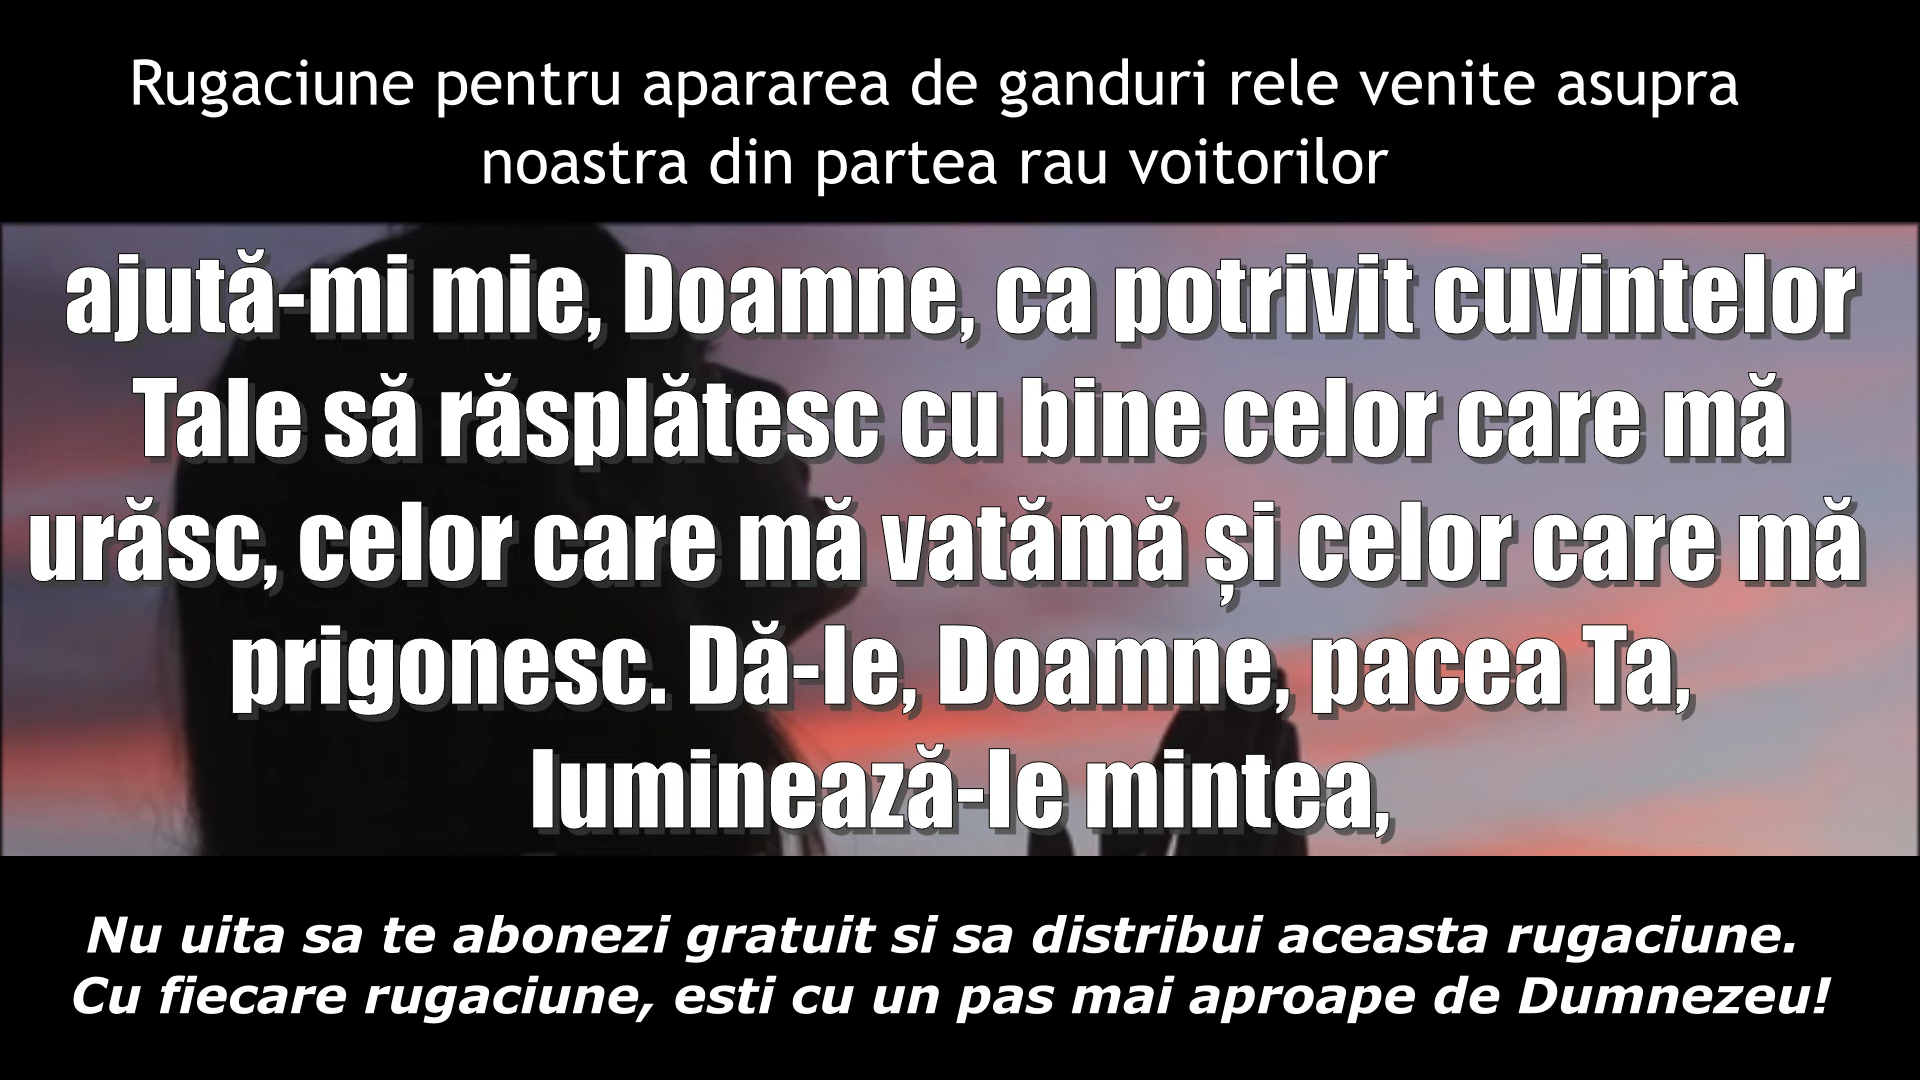 Rugaciune pentru apararea de ganduri rele venite asupra
noastra din partea rau voitorilor
ajută-mi mie, Doamne, ca potrivit cuvintelor
Tale să răsplătesc cu bine celor care mă
urăsc, celor care mă vatămă și celor care mă
prigonesc. Dă-le, Doamne, pacea Ta,
luminează-le mintea,
Nu uita sa te abonezi gratuit si sa distribui aceasta rugaciune.
Cu fiecare rugaciune, esti cu un pas mai aproape de Dumnezeu!